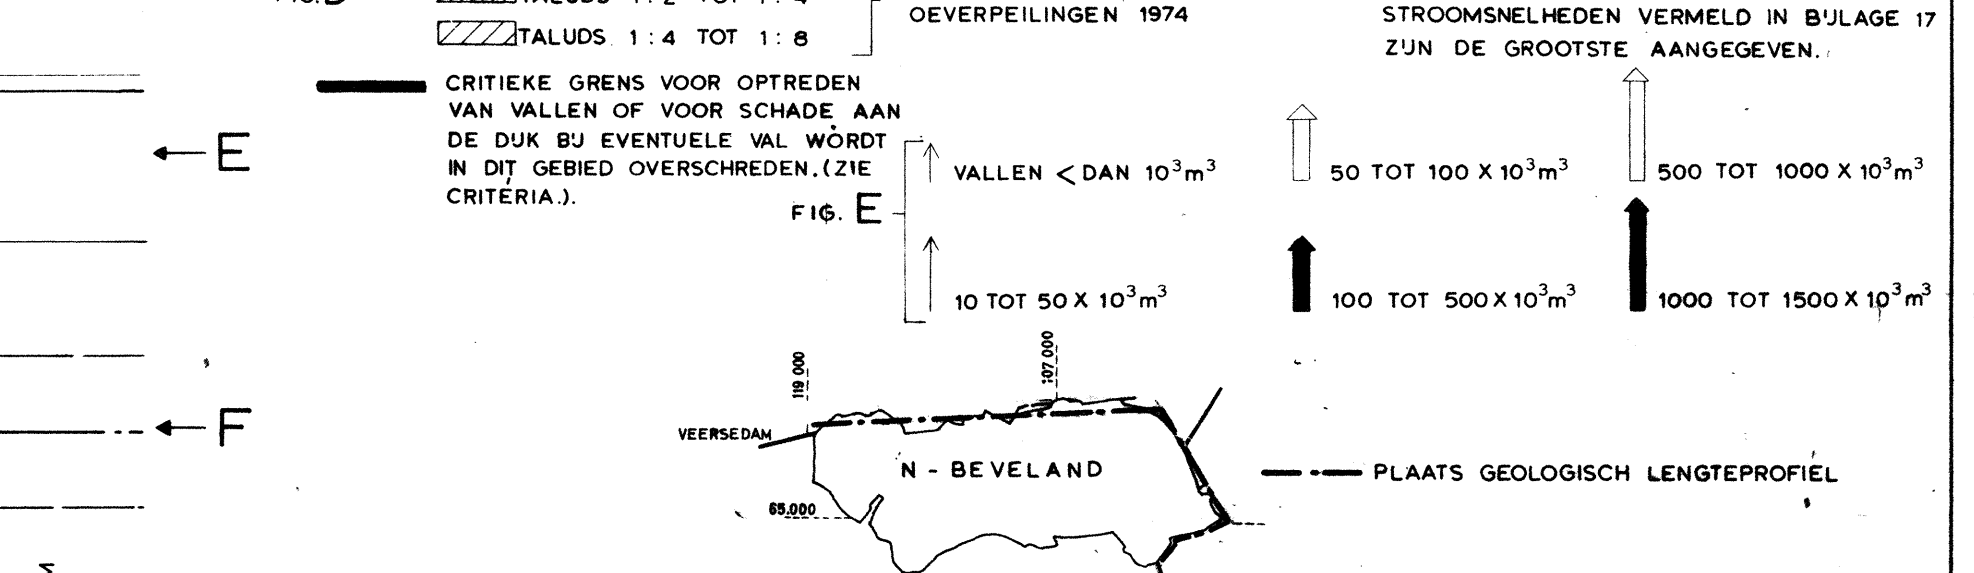 TALUDS 1:2 TOT 1:4
TALUDS 1:4 TOT 1:8
OEVERPEILINGEN 1974
STROOMSNELHEDEN VERMELD IN BIJLAGE 17
ZIJN DE GROOTSTE AANGEGEVEN.
CRITIEKE GRENS VOOR OPTREDEN
VAN VALLEN OF VOOR SCHADE AAN
DE DIJK BIJ EVENTUELE VAL WORDT
IN DIT GEBIED OVERSCHREDEN.(ZIE
CRITERIA.).
E
FIG. E
VALLEN < DAN 10³m³
50 TOT 100 X 10³m³
500 TOT 1000 X 10³m³
10 TOT 50 X 10³m³
100 TOT 500 X 10³m³
1000 TOT 1500 X 10³m³
F
119 000
107 000
VEERSEDAM
N - BEVELAND
65.000
PLAATS GEOLOGISCH LENGTEPROFIEL